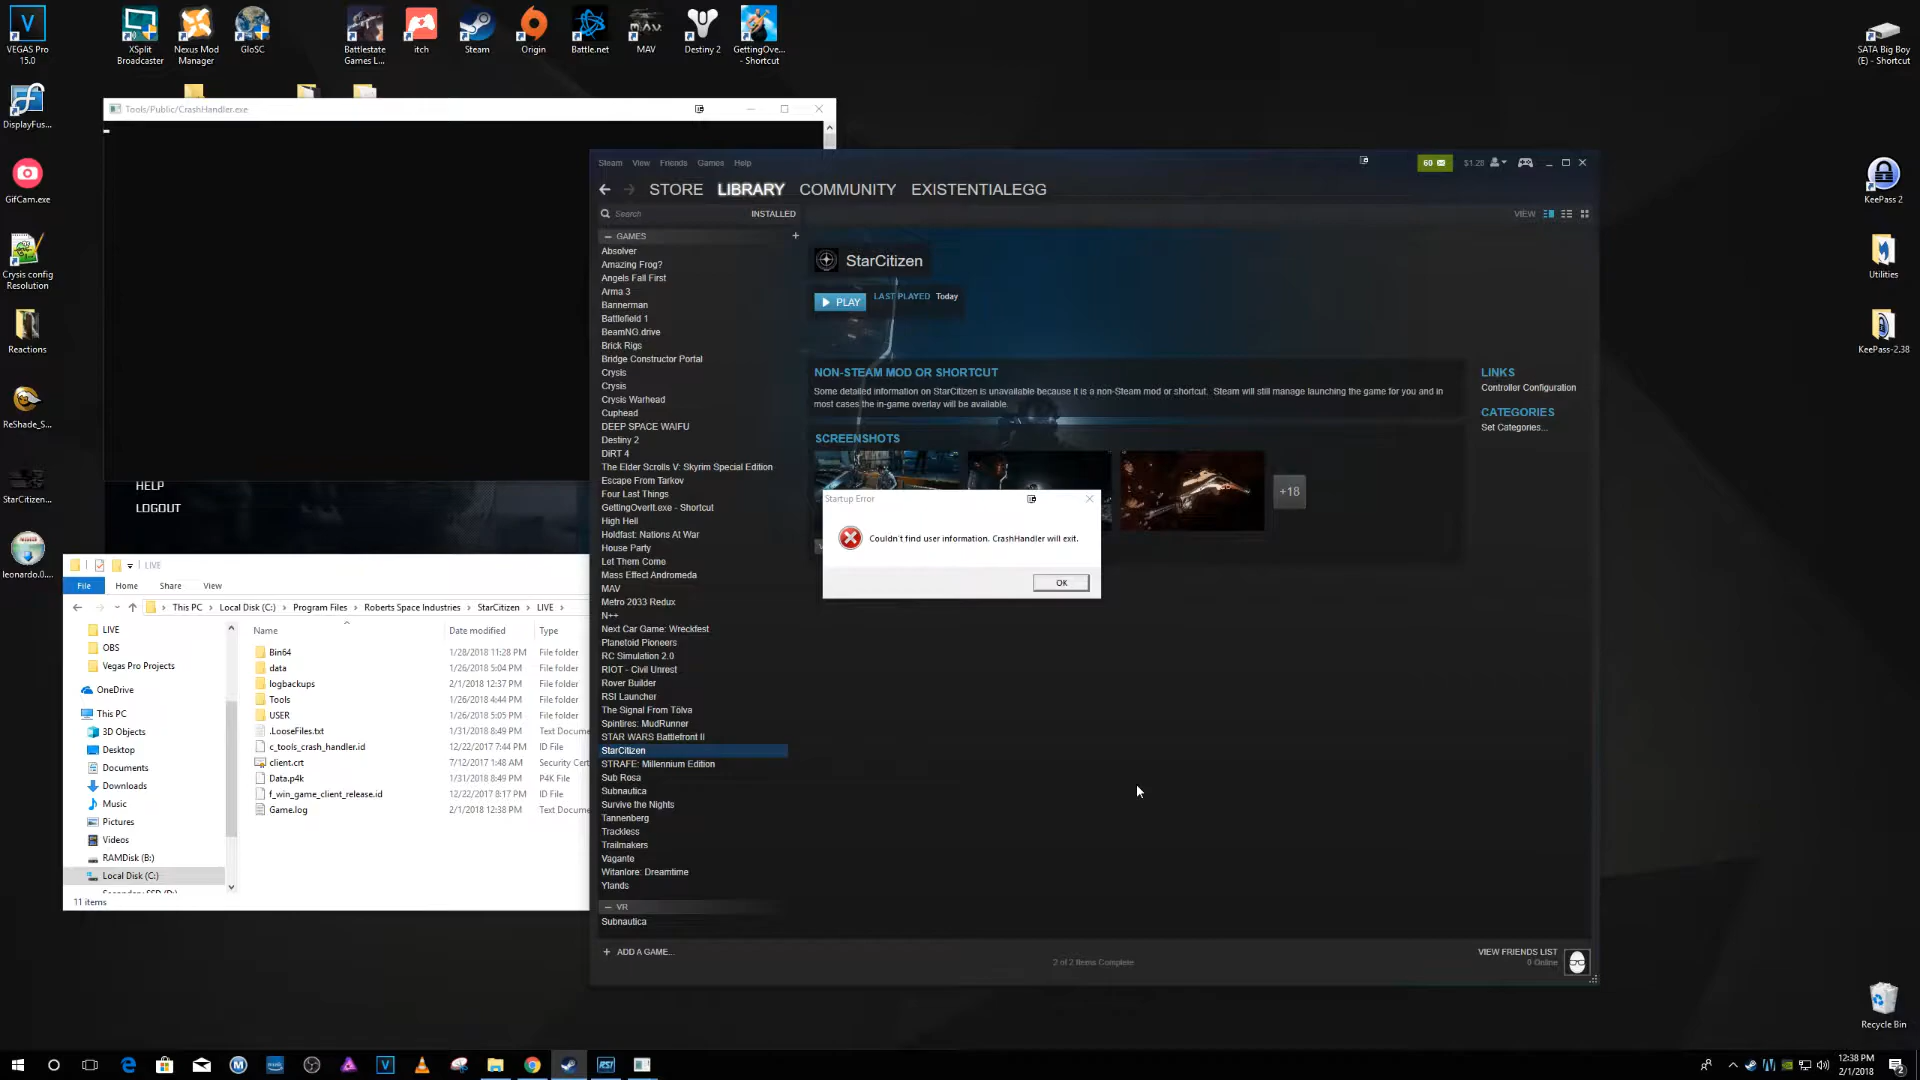 VEGAS Pro 15.0
XSplit Broadcaster
Nexus Mod Manager
GloSC
Battlestate Games L...
itch
Steam
Origin
Battle.net
MAV
Destiny 2
GettingOve... - Shortcut
SATA Big Boy (E) - Shortcut
DisplayFus...
GifCam.exe
Crysis config Resolution
Reactions
ReShade_S...
StarCitizen...
leonardo.0....
KeePass 2
Utilities
KeePass-2.38
Recycle Bin
Tools/Public/CrashHandler.exe
HELP
LOGOUT
Steam View Friends Games Help
60
$1.28
STORE LIBRARY COMMUNITY EXISTENTIALEGG
Search
INSTALLED
VIEW
GAMES
Absolver
Amazing Frog?
Angels Fall First
Arma 3
Bannerman
Battlefield 1
BeamNG.drive
Brick Rigs
Bridge Constructor Portal
Crysis
Crysis
Crysis Warhead
Cuphead
DEEP SPACE WAIFU
Destiny 2
DiRT 4
The Elder Scrolls V: Skyrim Special Edition
Escape From Tarkov
Four Last Things
GettingOverIt.exe - Shortcut
High Hell
Holdfast: Nations At War
House Party
Let Them Come
Mass Effect Andromeda
MAV
Metro 2033 Redux
N++
Next Car Game: Wreckfest
Planetoid Pioneers
RC Simulation 2.0
RIOT - Civil Unrest
Rover Builder
RSI Launcher
The Signal From Tölva
Spintires: MudRunner
STAR WARS Battlefront II
StarCitizen
STRAFE: Millennium Edition
Sub Rosa
Subnautica
Survive the Nights
Tannenberg
Trackless
Trailmakers
Vagante
Witanlore: Dreamtime
Ylands
VR
Subnautica
+ ADD A GAME...
StarCitizen
PLAY
LAST PLAYED Today
NON-STEAM MOD OR SHORTCUT
Some detailed information on StarCitizen is unavailable because it is a non-Steam mod or shortcut. Steam will still manage launching the game for you and in
most cases the in-game overlay will be available.
SCREENSHOTS
+18
LINKS
Controller Configuration
CATEGORIES
Set Categories...
Startup Error
Couldn't find user information. CrashHandler will exit.
OK
2 of 2 Items Complete
VIEW FRIENDS LIST
0 Online
LIVE
File Home Share View
This PC > Local Disk (C:) > Program Files > Roberts Space Industries > StarCitizen > LIVE >
LIVE
OBS
Vegas Pro Projects
OneDrive
This PC
3D Objects
Desktop
Documents
Downloads
Music
Pictures
Videos
RAMDisk (B:)
Local Disk (C:)
Name Date modified Type
Bin64 1/28/2018 11:28 PM File folder
data 1/26/2018 5:04 PM File folder
logbackups 2/1/2018 12:37 PM File folder
Tools 1/26/2018 4:44 PM File folder
USER 1/26/2018 5:05 PM File folder
.LooseFiles.txt 1/31/2018 8:49 PM Text Docume
c_tools_crash_handler.id 12/22/2017 7:44 PM ID File
client.crt 7/12/2017 1:48 AM Security Cert
Data.p4k 1/31/2018 8:49 PM P4K File
f_win_game_client_release.id 12/22/2017 8:17 PM ID File
Game.log 2/1/2018 12:38 PM Text Docume
11 items
RSI
12:38 PM
2/1/2018
2